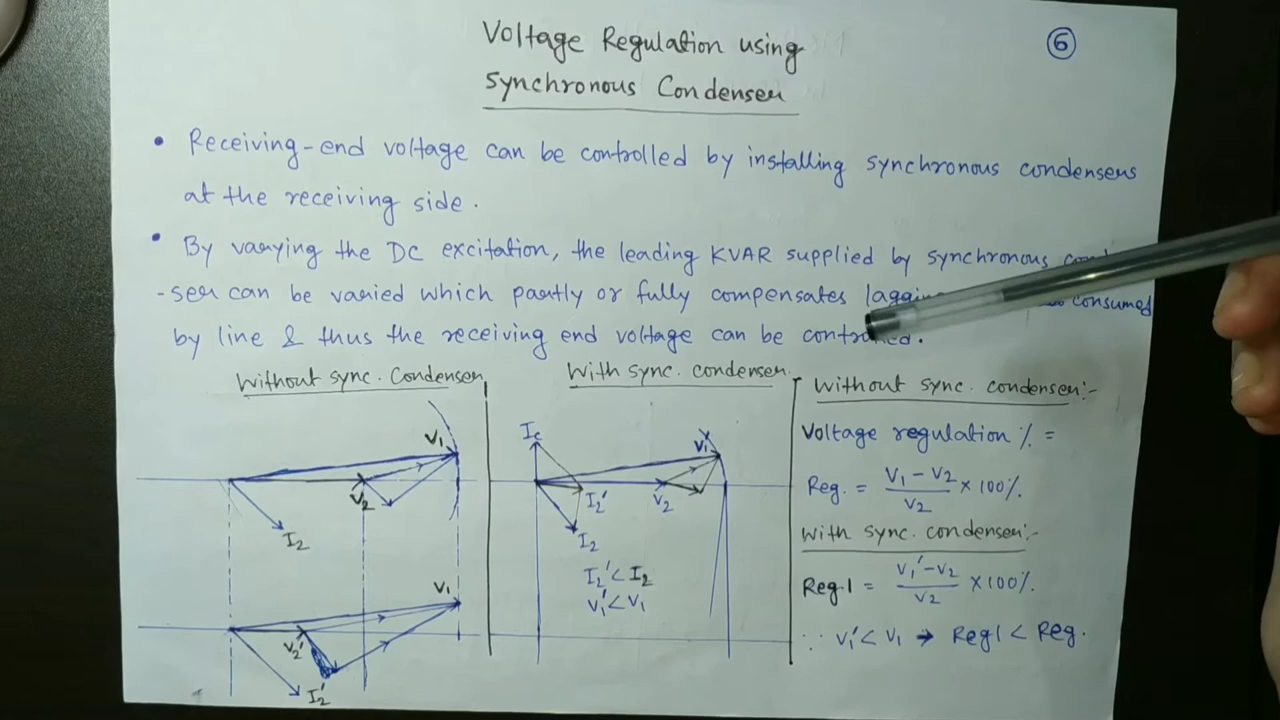 Voltage Regulation using
Synchronous Condenser
6
• Receiving-end voltage can be controlled by installing synchronous condensers
at the receiving side.
• By varying the DC excitation, the leading KVAR supplied by synchronous
-ser can be varied which partly or fully compensates consumed
by line & thus the receiving end voltage can be controlled.
Without sync. Condenser
V1
V2
I2
V1
V2'
I2'
With sync. condenser
Ic
V1'
I2'
V2
I2
I2' < I2
V1' < V1
Without sync. condenser:-
Voltage regulation % =
Reg. = V1 - V2 / V2 × 100%.
With sync. condenser:-
Reg1 = V1' - V2 / V2 × 100%.
∵ V1' < V1 → Reg1 < Reg.